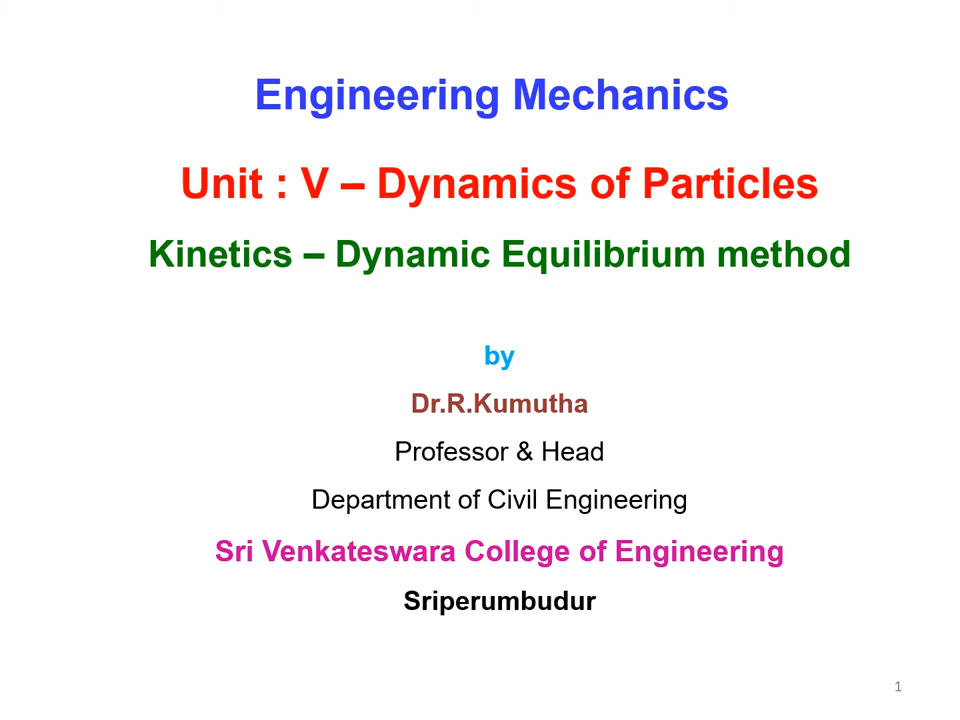 Engineering Mechanics
Unit : V – Dynamics of Particles
Kinetics – Dynamic Equilibrium method
by
Dr.R.Kumutha
Professor & Head
Department of Civil Engineering
Sri Venkateswara College of Engineering
Sriperumbudur
1